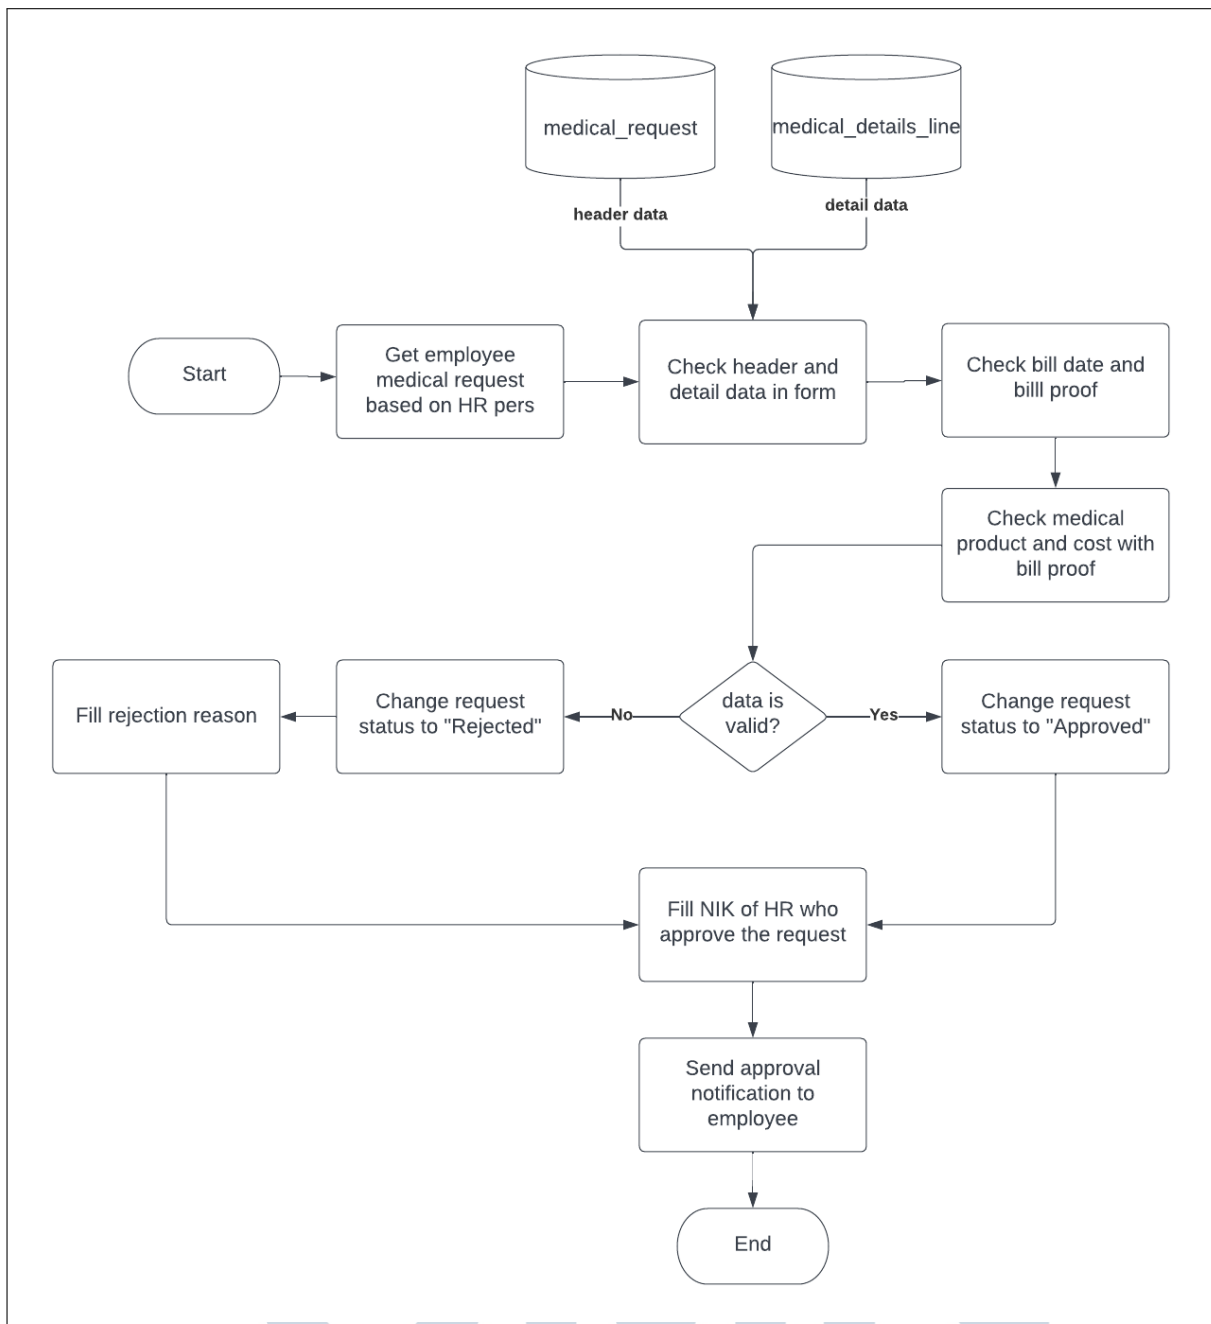 medical_request
medical_details_line
header data
detail data
Start
Get employee
medical request
based on HR pers
Check header and
detail data in form
Check bill date and
billl proof
Check medical
product and cost with
bill proof
Fill rejection reason
Change request
status to "Rejected"
No
data is
valid?
Yes
Change request
status to "Approved"
Fill NIK of HR who
approve the request
Send approval
notification to
employee
End